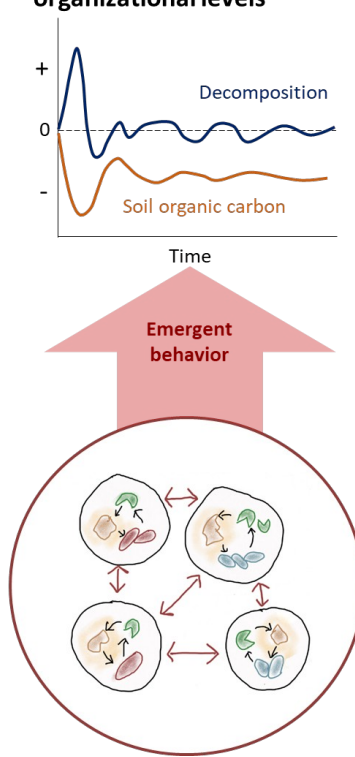 organizational levels
+
Decomposition
0
-
Soil organic carbon
Time
Emergent
behavior